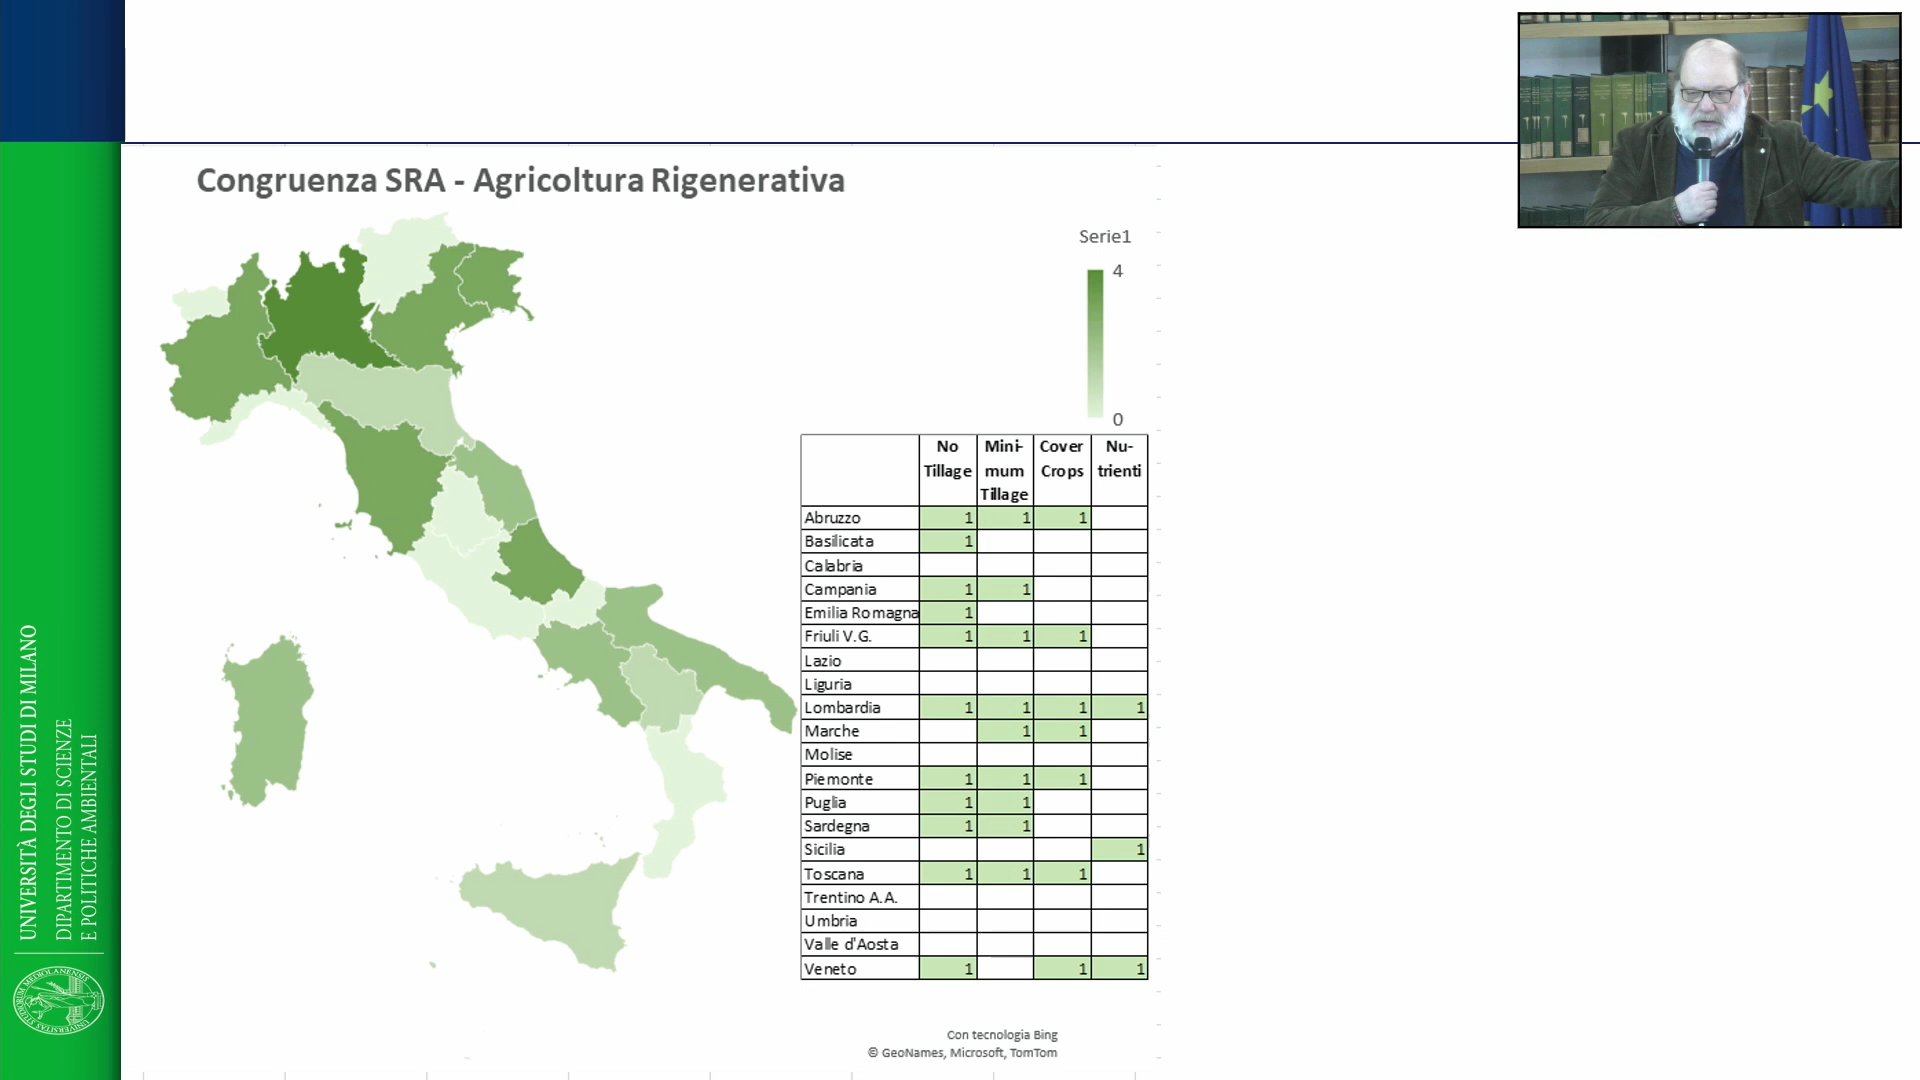 Congruenza SRA - Agricoltura Rigenerativa
Serie1
4
0
No Tillage Mini-mum Tillage Cover Crops Nu-trienti
Abruzzo 1 1 1
Basilicata 1
Calabria
Campania 1 1
Emilia Romagna 1
Friuli V.G. 1 1 1
Lazio
Liguria
Lombardia 1 1 1 1
Marche 1 1
Molise
Piemonte 1 1 1
Puglia 1 1
Sardegna 1 1
Sicilia 1
Toscana 1 1 1
Trentino A.A.
Umbria
Valle d'Aosta
Veneto 1 1 1
Con tecnologia Bing
© GeoNames, Microsoft, TomTom
UNIVERSITÀ DEGLI STUDI DI MILANO
DIPARTIMENTO DI SCIENZE
E POLITICHE AMBIENTALI